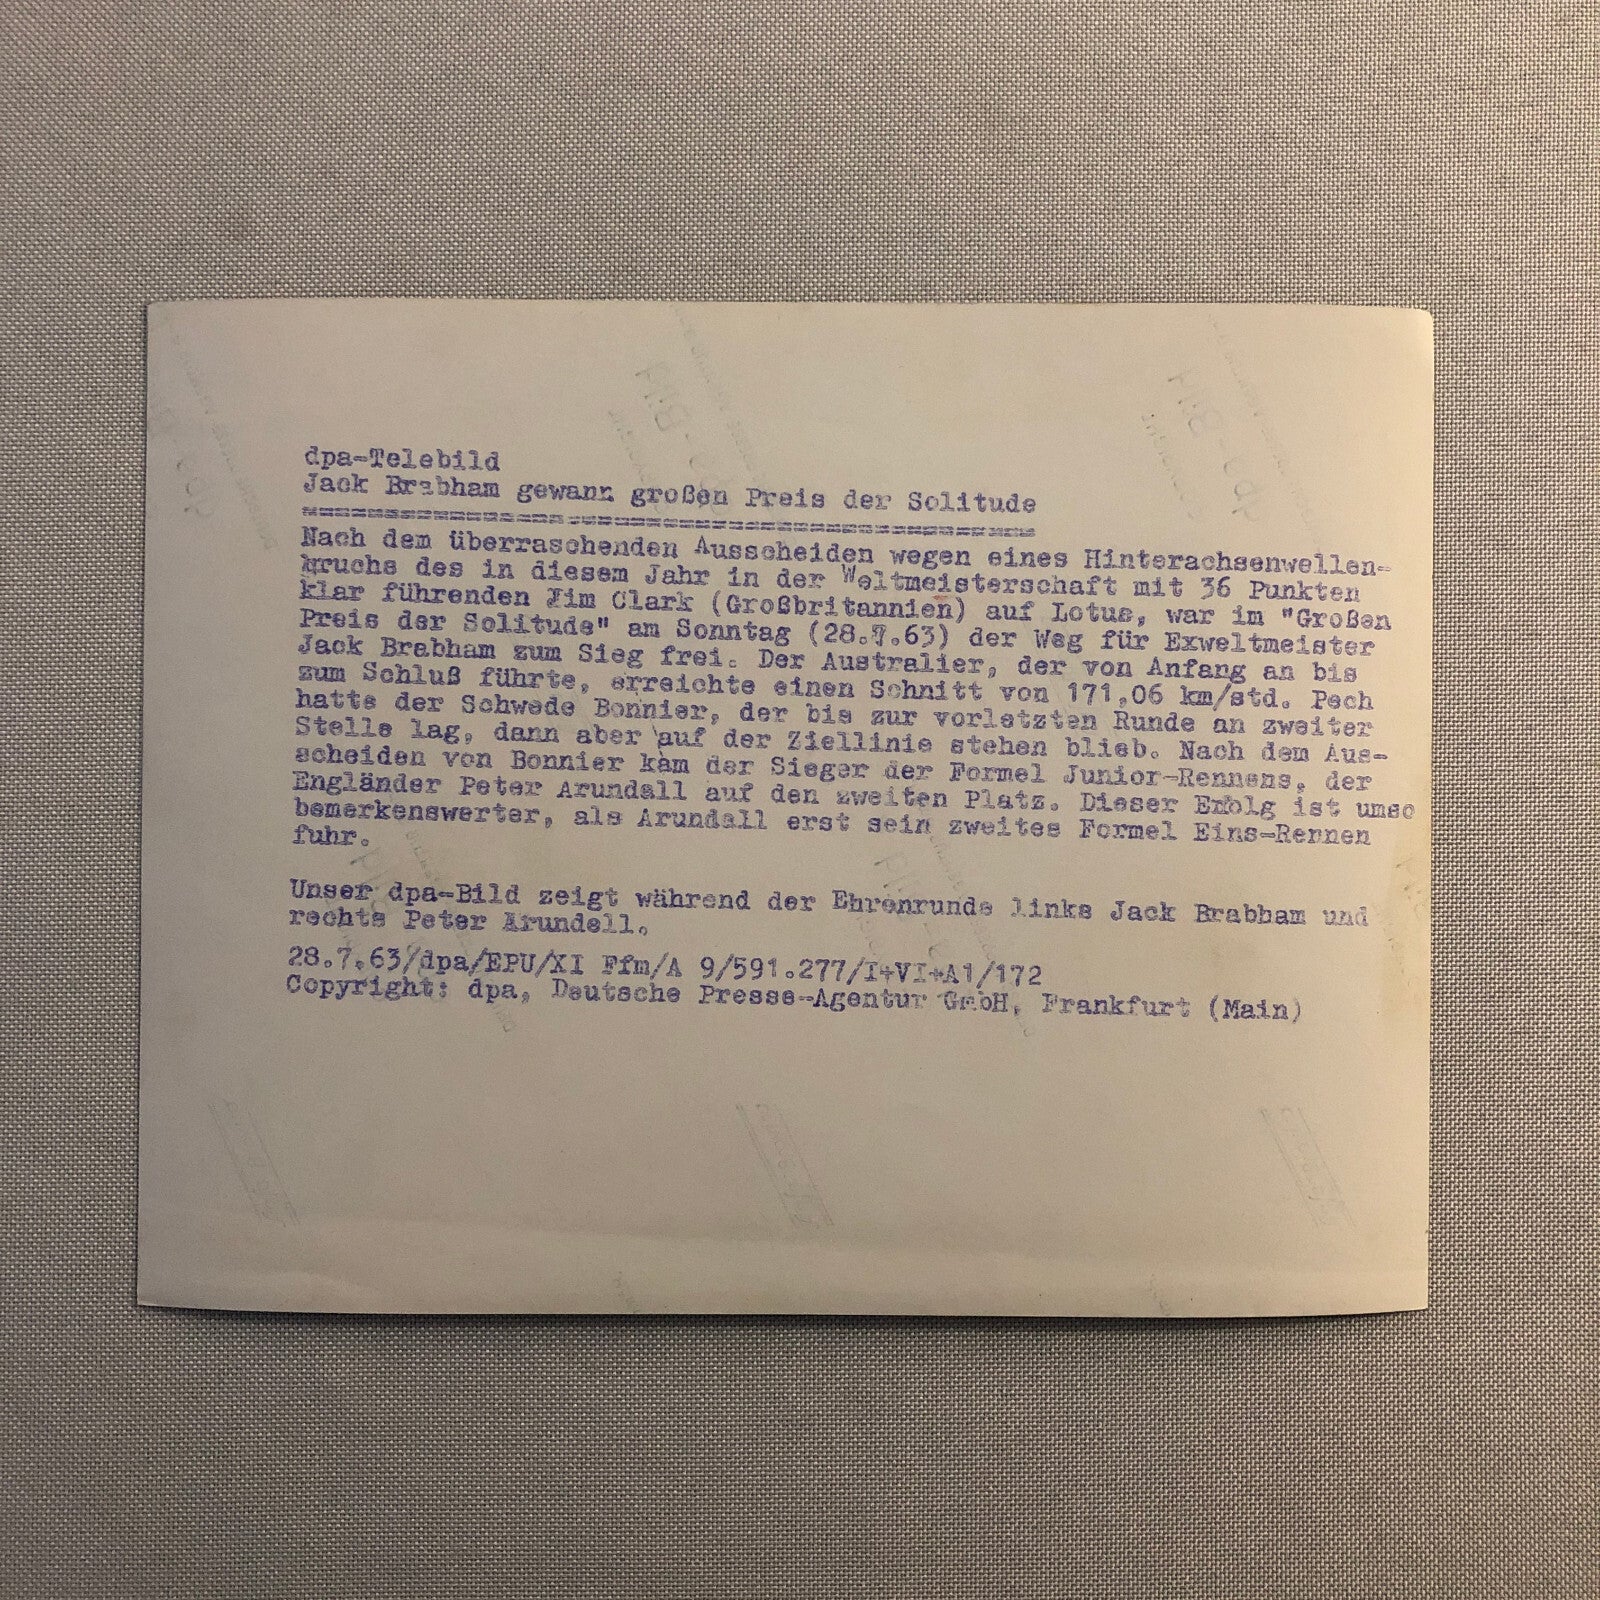 dpa-Telebild
Jack Brabham gewann großen Preis der Solitude
=================================================
Nach dem überraschenden Ausscheiden wegen eines Hinterachsenwellen-
bruchs des in diesem Jahr in der Weltmeisterschaft mit 36 Punkten
klar führenden Jim Clark (Großbritannien) auf Lotus, war im "Großen
Preis der Solitude" am Sonntag (28.7.63) der Weg für Exweltmeister
Jack Brabham zum Sieg frei. Der Australier, der von Anfang an bis
zum Schluß führte, erreichte einen Schnitt von 171,06 km/std. Pech
hatte der Schwede Bonnier, der bis zur vorletzten Runde an zweiter
Stelle lag, dann aber auf der Ziellinie stehen blieb. Nach dem Aus-
scheiden von Bonnier kam der Sieger der Formel Junior-Rennens, der
Engländer Peter Arundell auf den zweiten Platz. Dieser Erfolg ist umso
bemerkenswerter, als Arundell erst sein zweites Formel Eins-Rennen
fuhr.
Unser dpa-Bild zeigt während der Ehrenrunde links Jack Brabham und
rechts Peter Arundell.
28.7.63/dpa/EPU/XI Ffm/A 9/591.277/I+VI+A1/172
Copyright: dpa, Deutsche Presse-Agentur GmbH, Frankfurt (Main)